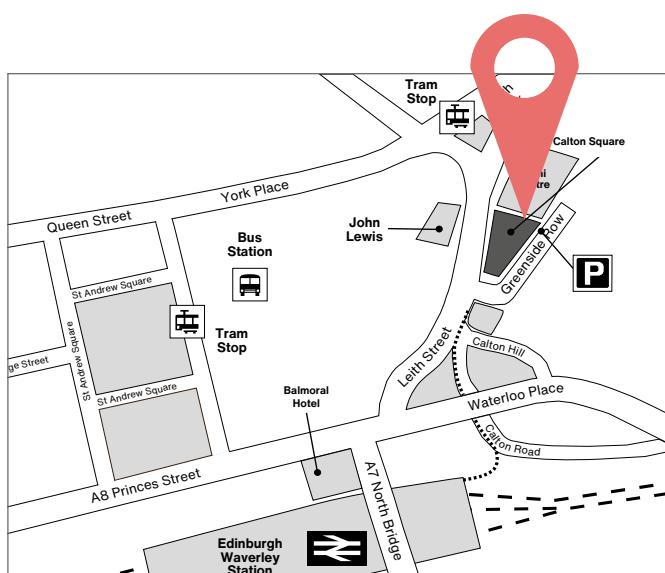 Tram
Stop
Calton Square
York Place
Queen Street
John
Lewis
Bus
Station
Greenside Row
P
St Andrew Square
Tram
Stop
St Andrew Square
Leith Street
Calton Hill
ge Street
St Andrew Square
Balmoral
Hotel
Waterloo Place
Calton Road
A8 Princes Street
A7 North Bridge
Edinburgh
Waverley
Station